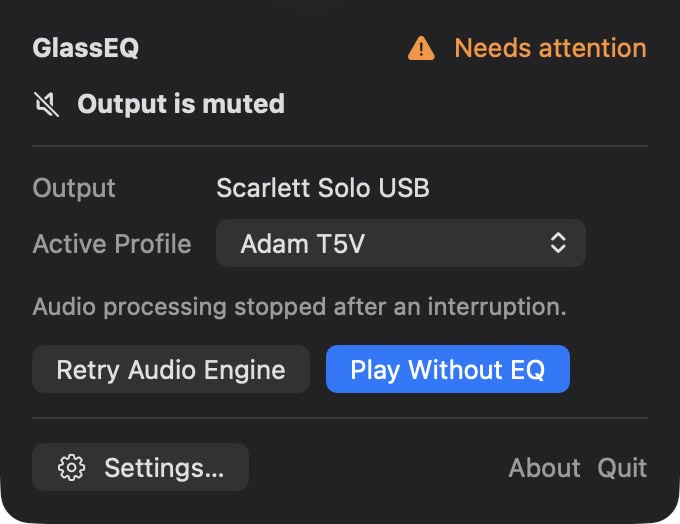 GlassEQ Needs attention
Output is muted
Output Scarlett Solo USB
Active Profile Adam T5V
Audio processing stopped after an interruption.
Retry Audio Engine Play Without EQ
Settings... About Quit